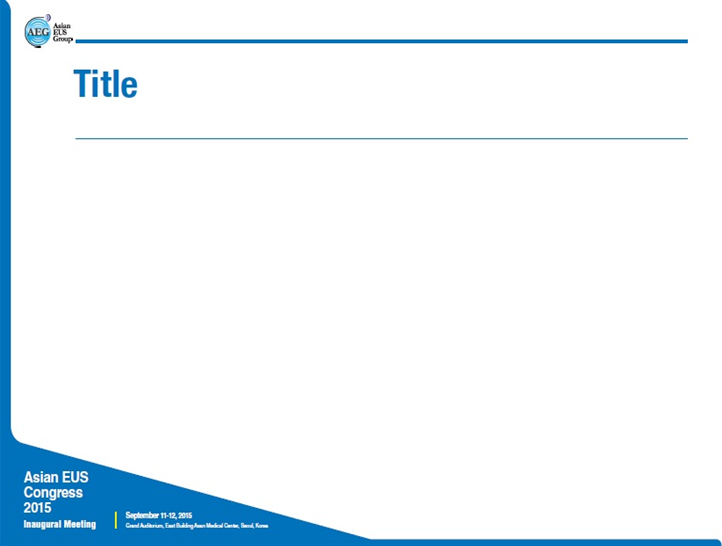 AEG
Asian
EUS
Group
Title
Asian EUS
Congress
2015
Inaugural Meeting
September 11-12, 2015
Grand Auditorium, East Building Asan Medical Center, Seoul, Korea